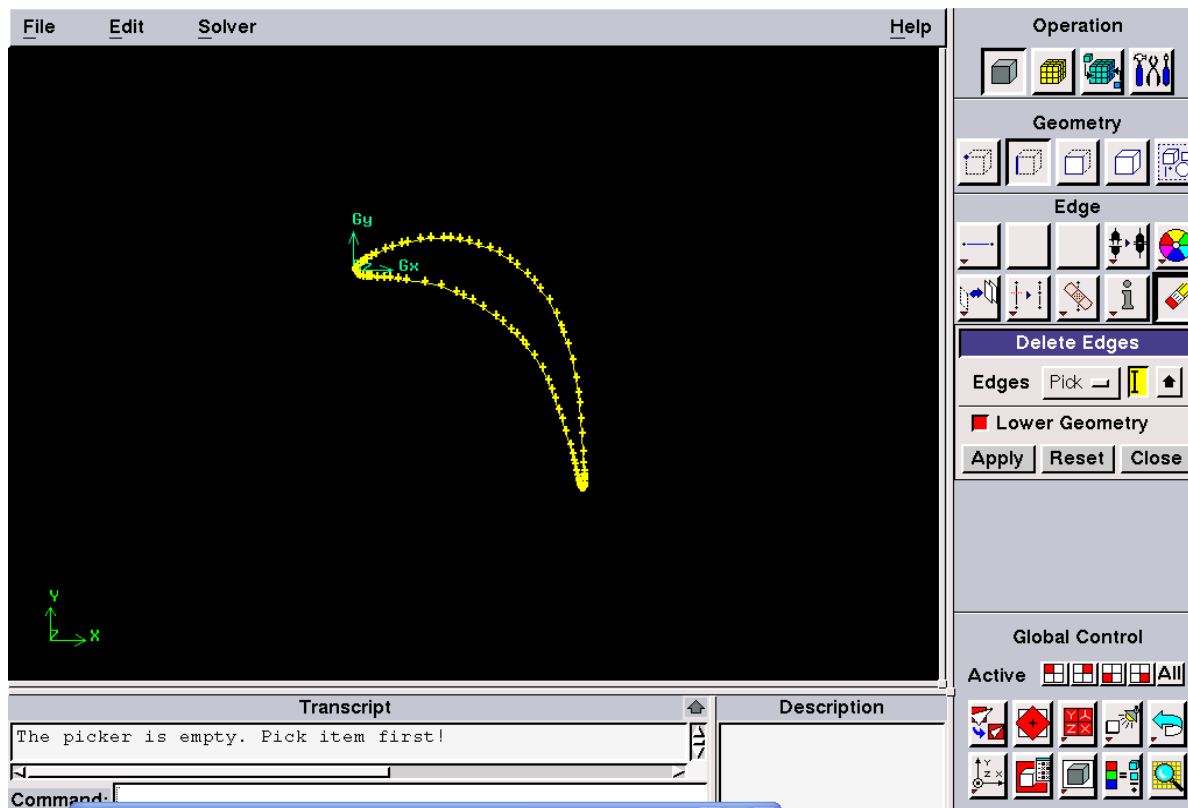 File Edit Solver Help
Operation
Geometry
Edge
Delete Edges
Edges Pick
Lower Geometry
Apply Reset Close
Gy
Gx
Y
Z X
Global Control
Active All
Transcript
Description
The picker is empty. Pick item first!
Command:
Y X
Z X
Y
Z X